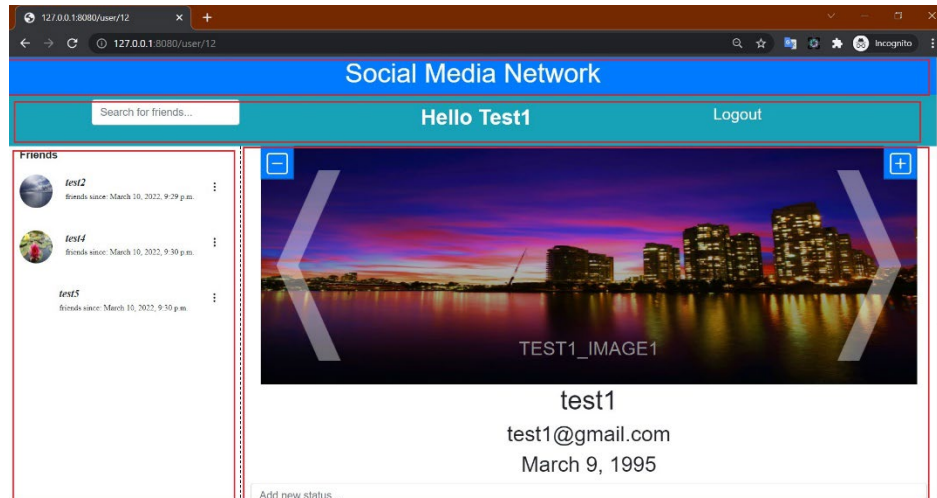 127.0.0.1:8080/user/12
127.0.0.1:8080/user/12
Incognito
Social Media Network
Search for friends...
Hello Test1
Logout
Friends
test2
friends since: March 10, 2022, 9:29 p.m.
test4
friends since: March 10, 2022, 9:30 p.m.
test5
friends since: March 10, 2022, 9:30 p.m.
TEST1_IMAGE1
test1
test1@gmail.com
March 9, 1995
Add new status...